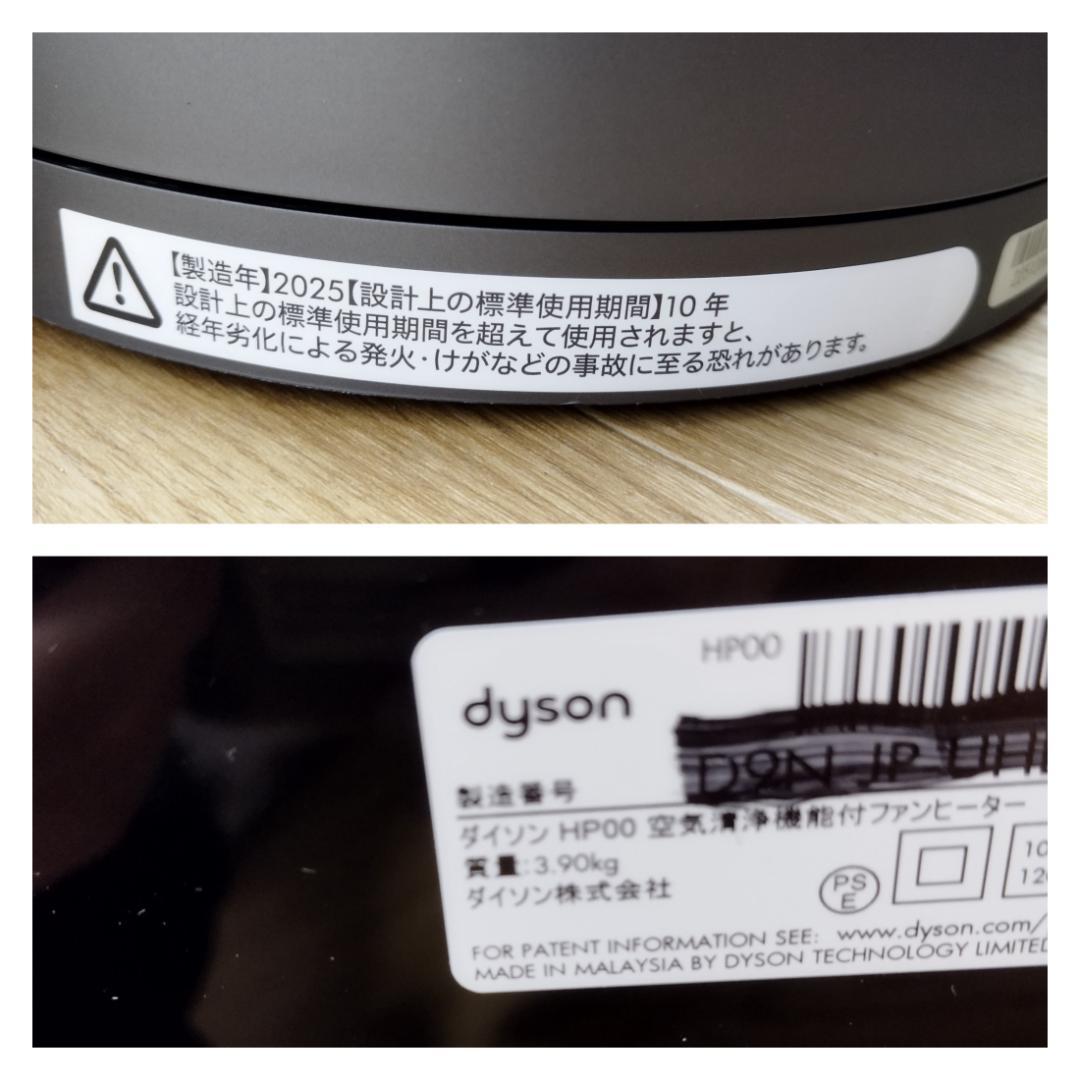 【製造年】2025【設計上の標準使用期間】10 年
設計上の標準使用期間を超えて使用されますと、
経年劣化による発火・けがなどの事故に至る恐れがあります。
HP00
dyson
製造番号
D9N JP
ダイソン HP00 空気清浄機能付ファンヒーター
質量:3.90kg
ダイソン株式会社
PS
E
10
12
FOR PATENT INFORMATION SEE: www.dyson.com/
MADE IN MALAYSIA BY DYSON TECHNOLOGY LIMITED